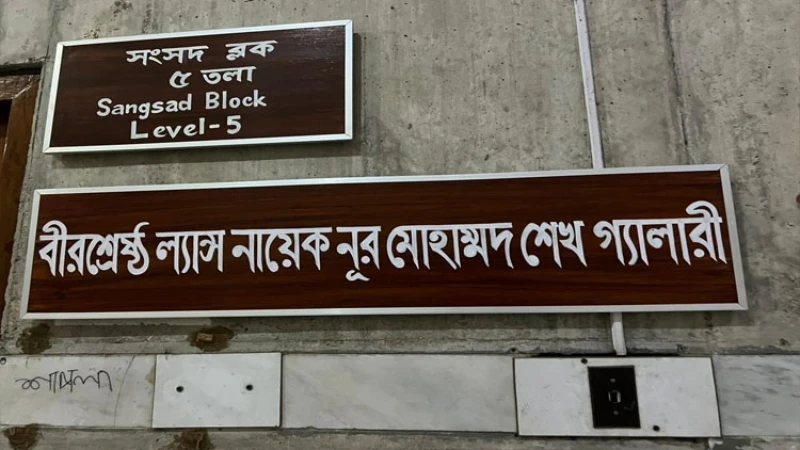 সংসদ ব্লক
৫ তলা
Sangsad Block
Level-5
বীরশ্রেষ্ঠ ল্যান্স নায়েক নূর মোহাম্মদ শেখ গ্যালারী